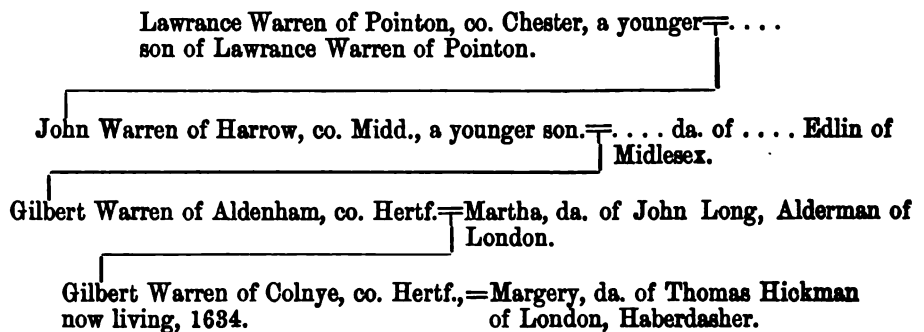 Lawrance Warren of Pointon, co. Chester, a younger=....
son of Lawrance Warren of Pointon.
John Warren of Harrow, co. Midd., a younger son.=.... da. of .... Edlin of
Midlesex.
Gilbert Warren of Aldenham, co. Hertf.=Martha, da. of John Long, Alderman of
London.
Gilbert Warren of Colnye, co. Hertf.,=Margery, da. of Thomas Hickman
now living, 1634.
of London, Haberdasher.